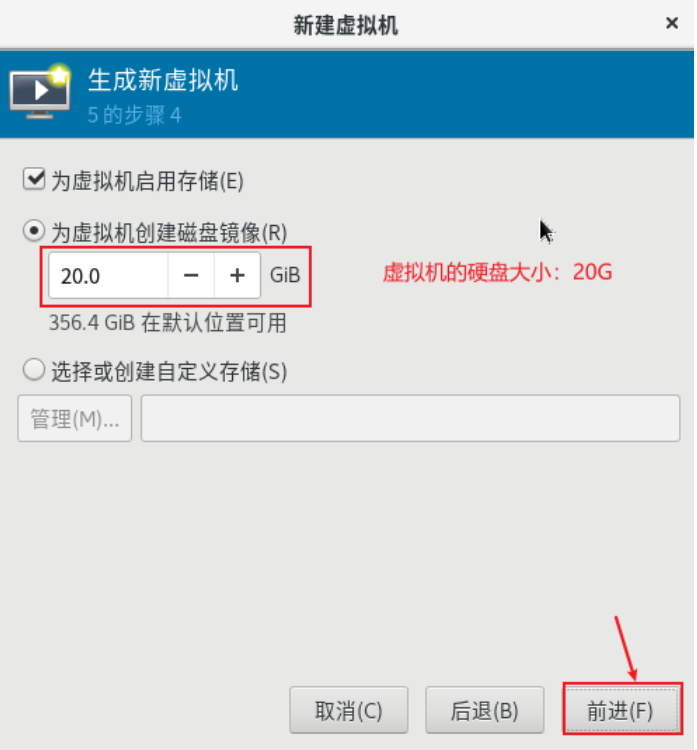 新建虚拟机
×
生成新虚拟机
5 的步骤 4
为虚拟机启用存储(E)
为虚拟机创建磁盘镜像(R)
20.0 − + GiB
虚拟机的硬盘大小：20G
356.4 GiB 在默认位置可用
选择或创建自定义存储(S)
管理(M)...
取消(C) 后退(B) 前进(F)